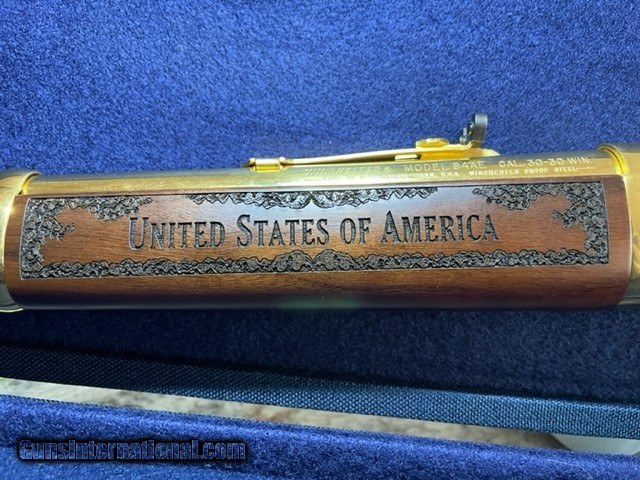 MODEL 94AE CAL. 30-30 WIN.
U.S.A. WINCHESTER PROOF STEEL
UNITED STATES OF AMERICA
GunsInternational.com